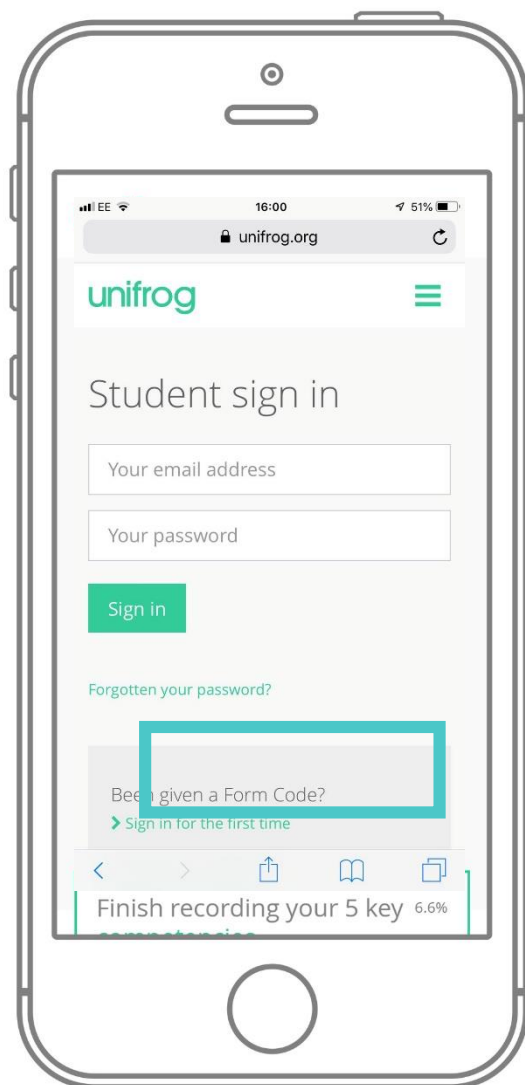 EE 16:00 51%
unifrog.org
unifrog
Student sign in
Your email address
Your password
Sign in
Forgotten your password?
Been given a Form Code?
Sign in for the first time
Finish recording your 5 key 6.6%
competencies